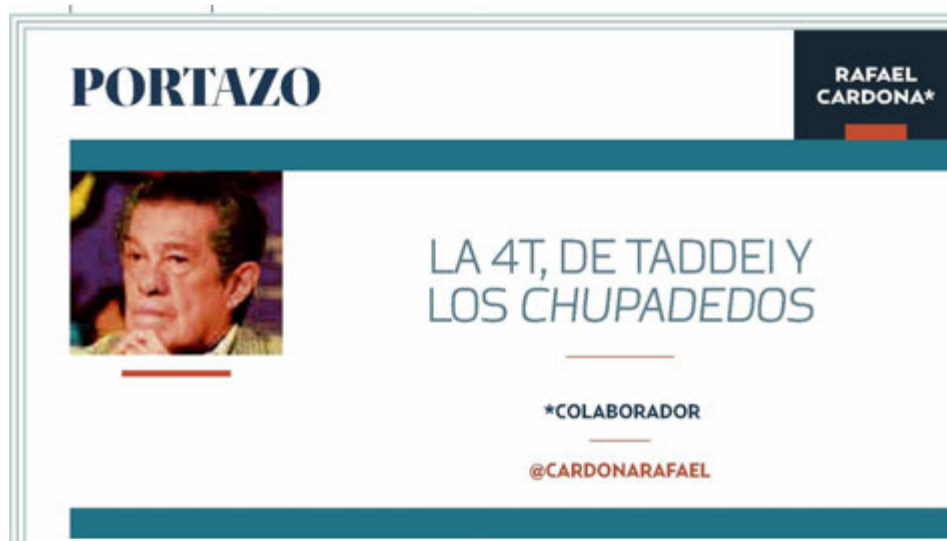 PORTAZO
RAFAEL
CARDONA*
LA 4T, DE TADDEI Y
LOS CHUPADEDOS
*COLABORADOR
@CARDONARAFAEL